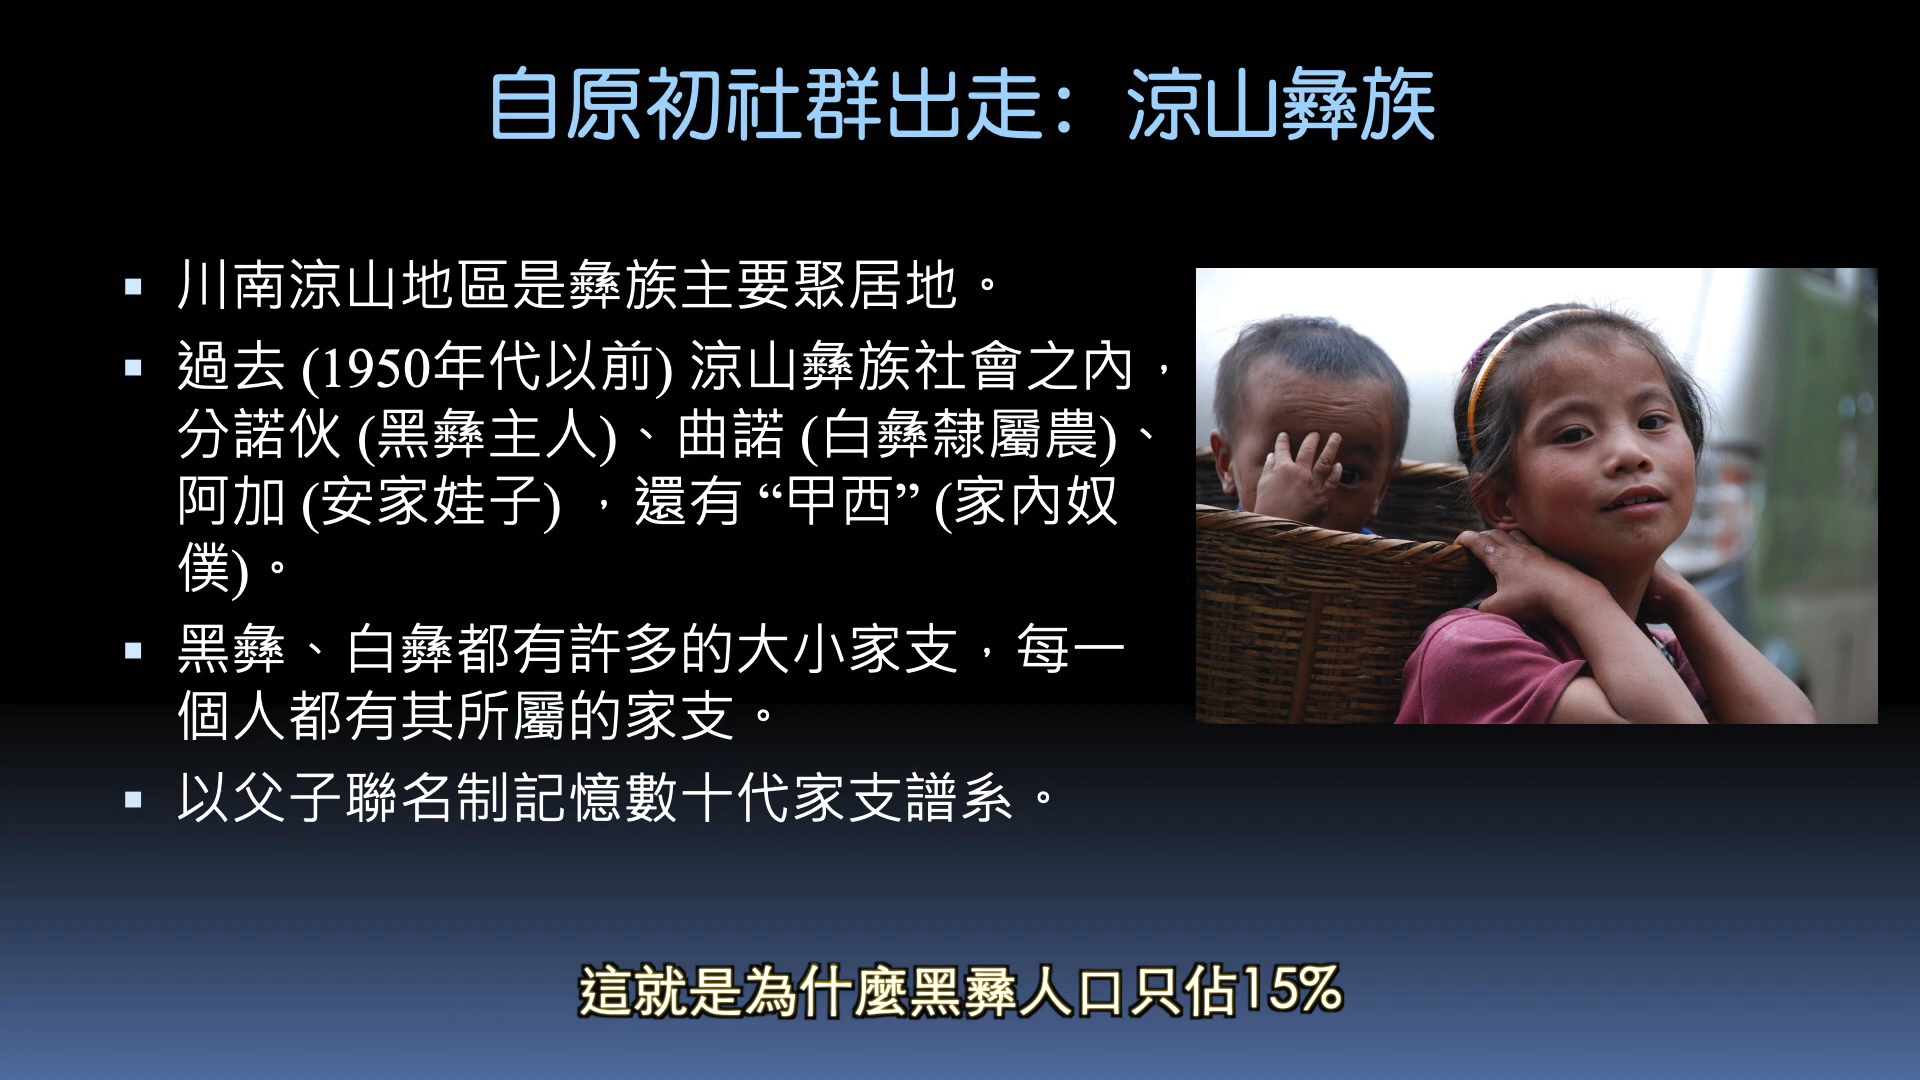 自原初社群出走：涼山彝族
▪ 川南涼山地區是彝族主要聚居地。
▪ 過去 (1950年代以前) 涼山彝族社會之內，
分諾伙 (黑彝主人)、曲諾 (白彝隸屬農)、
阿加 (安家娃子) ，還有 “甲西” (家內奴
僕)。
▪ 黑彝、白彝都有許多的大小家支，每一
個人都有其所屬的家支。
▪ 以父子聯名制記憶數十代家支譜系。
這就是為什麼黑彝人口只佔15%